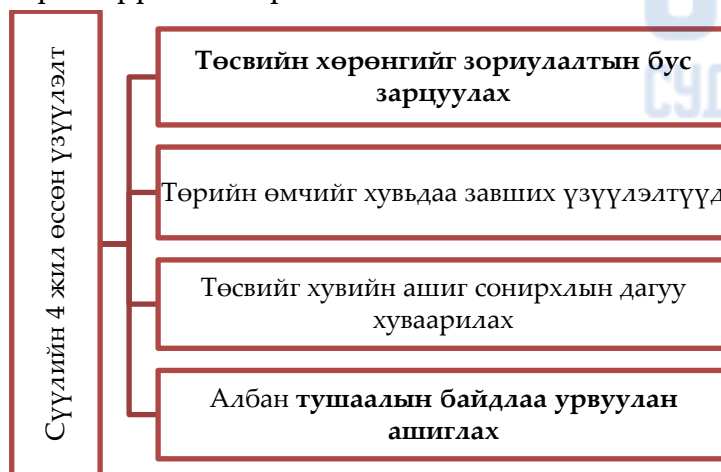 Сүүлийн 4 жил өссөн үзүүлэлт
Төсвийн хөрөнгийг зориулалтын бус
зарцуулах
Төрийн өмчийг хувьдаа завших үзүүлэлтүүд
Төсвийг хувийн ашиг сонирхлын дагуу
хуваарилах
Албан тушаалын байдлаа урвуулан
ашиглах